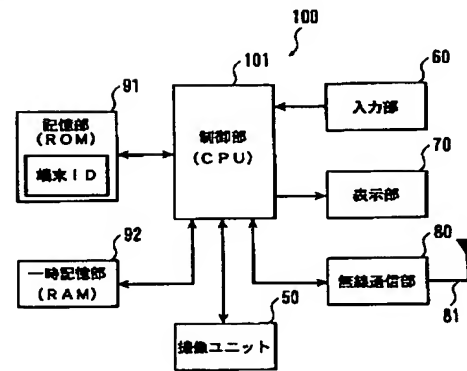 100
101
91
60
記憶部
(ROM)
端末ID
制御部
(CPU)
入力部
70
表示部
92
一時記憶部
(RAM)
80
無線通信部
81
50
撮像ユニット